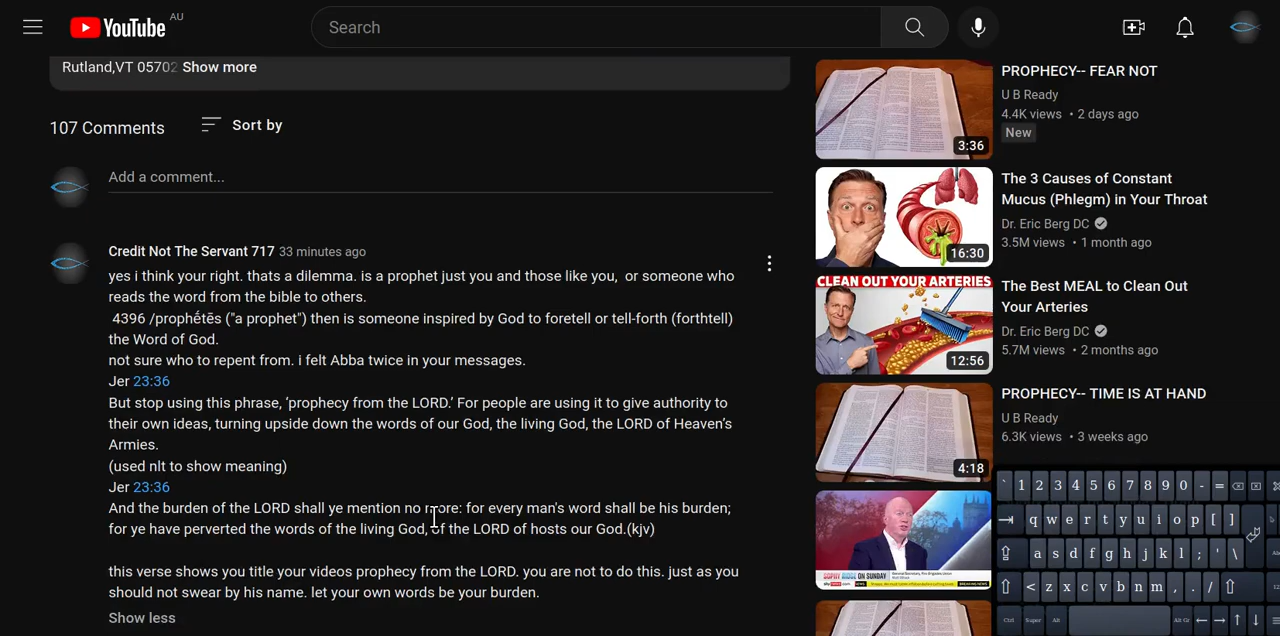 YouTube AU
Search
Rutland,VT 05702 Show more
107 Comments
Sort by
Add a comment...
Credit Not The Servant 717 33 minutes ago
yes i think your right. thats a dilemma. is a prophet just you and those like you, or someone who
reads the word from the bible to others.
4396 /prophḗtēs ("a prophet") then is someone inspired by God to foretell or tell-forth (forthtell)
the Word of God.
not sure who to repent from. i felt Abba twice in your messages.
Jer 23:36
But stop using this phrase, ‘prophecy from the LORD.’ For people are using it to give authority to
their own ideas, turning upside down the words of our God, the living God, the LORD of Heaven’s
Armies.
(used nlt to show meaning)
Jer 23:36
And the burden of the LORD shall ye mention no more: for every man's word shall be his burden;
for ye have perverted the words of the living God, of the LORD of hosts our God.(kjv)
this verse shows you title your videos prophecy from the LORD. you are not to do this. just as you
should not swear by his name. let your own words be your burden.
Show less
3:36
PROPHECY-- FEAR NOT
U B Ready
4.4K views • 2 days ago
New
16:30
The 3 Causes of Constant
Mucus (Phlegm) in Your Throat
Dr. Eric Berg DC
3.5M views • 1 month ago
CLEAN OUT YOUR ARTERIES
12:56
The Best MEAL to Clean Out
Your Arteries
Dr. Eric Berg DC
5.7M views • 2 months ago
4:18
PROPHECY-- TIME IS AT HAND
U B Ready
6.3K views • 3 weeks ago
SOPHY RIDGE ON SUNDAY
` 1 2 3 4 5 6 7 8 9 0 - =
q w e r t y u i o p [ ]
a s d f g h j k l ; ' \
< z x c v b n m , . /
Ctrl Super Alt Alt Gr